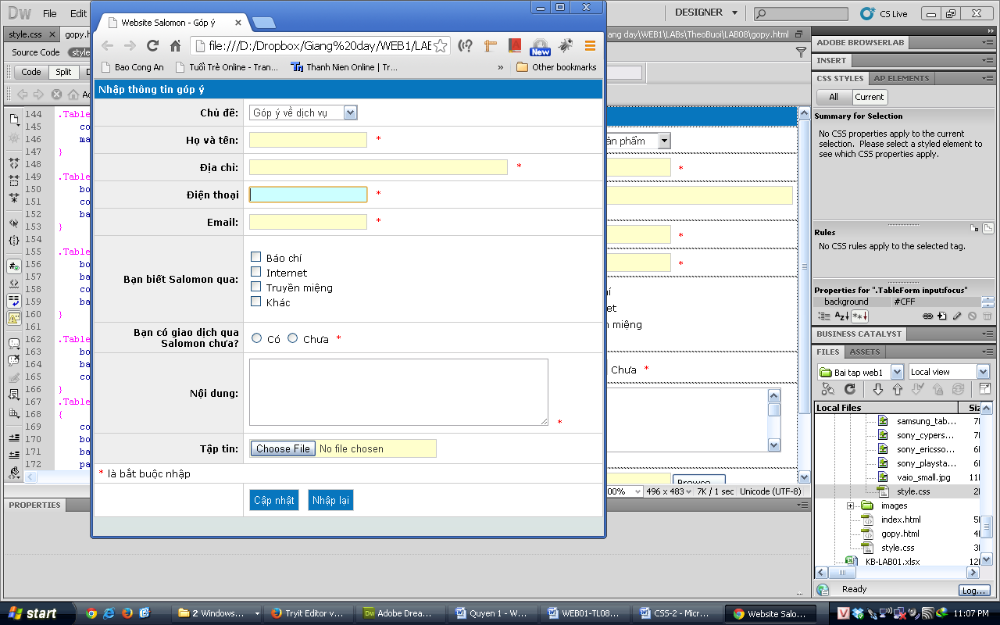 Dw File Edit
DESIGNER
CS Live
style.css
gopy.h
Source Code
style
Code
Split
Website Salomon - Góp ý
file:///D:/Dropbox/Giang%20day/WEB1/LAB
New
Bao Cong An
Tuổi Trẻ Online - Tran...
Thanh Nien Online | Tr...
»
Other bookmarks
ang day\WEB1\LABs\TheoBuoi\LAB08\gopy.html
Nhập thông tin góp ý
Chủ đề:
Góp ý về dịch vụ
Họ và tên:
*
Địa chỉ:
*
Điện thoại
*
Email:
*
Bạn biết Salomon qua:
Báo chí
Internet
Truyền miệng
Khác
Bạn có giao dịch qua
Salomon chưa?
Có
Chưa *
Nội dung:
*
Tập tin:
Choose File No file chosen
* là bắt buộc nhập
Cập nhật
Nhập lại
144 .Table
145 co
146 ma
147 }
148
149 .Table
150 bo
151 co
152 ba
153 }
154
155 .Table
156 bo
157 ba
158 co
159 ba
160 }
161
162 .Table
163 bo
164 ba
165 co
166 }
167 .Table
168 {
169 co
170 bo
171 ba
172 pa
PROPERTIES
ản phẩm
*
*
*
í
et
n miệng
Chưa *
Browse...
00%
496 x 483
7K / 1 sec
Unicode (UTF-8)
ADOBE BROWSERLAB
INSERT
CSS STYLES
AP ELEMENTS
All
Current
Summary for Selection
No CSS properties apply to the current
selection. Please select a styled element to
see which CSS properties apply.
Rules
No CSS rules apply to the selected tag.
Properties for ".TableForm input:focus"
background #CFF
BUSINESS CATALYST
FILES
ASSETS
Bai tap web1
Local view
Local Files
Siz
samsung_tab... 7
sony_cypers... 7
sony_ericsso... 6
sony_playsta... 6
vaio_small.jpg 11
style.css 2
images
index.html 5
gopy.html 4
style.css 3
KB-LAB01.xlsx 12
Ready
Log...
start
2 Windows...
Tryit Editor v...
Adobe Drea...
Quyen 1 - W...
WEB01-TL08...
CSS-2 - Micr...
Website Salo...
11:07 PM